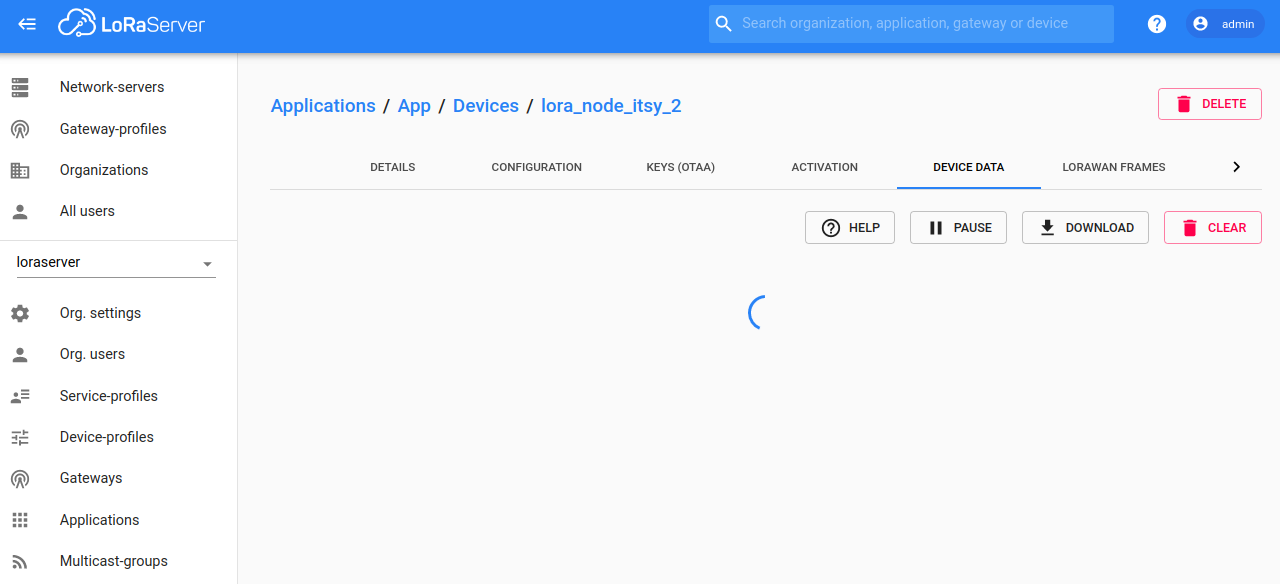 LoRaServer
Search organization, application, gateway or device
admin
Network-servers
Gateway-profiles
Organizations
All users
loraserver
Org. settings
Org. users
Service-profiles
Device-profiles
Gateways
Applications
Multicast-groups
Applications / App / Devices / lora_node_itsy_2
DELETE
DETAILS CONFIGURATION KEYS (OTAA) ACTIVATION DEVICE DATA LORAWAN FRAMES
HELP PAUSE DOWNLOAD CLEAR